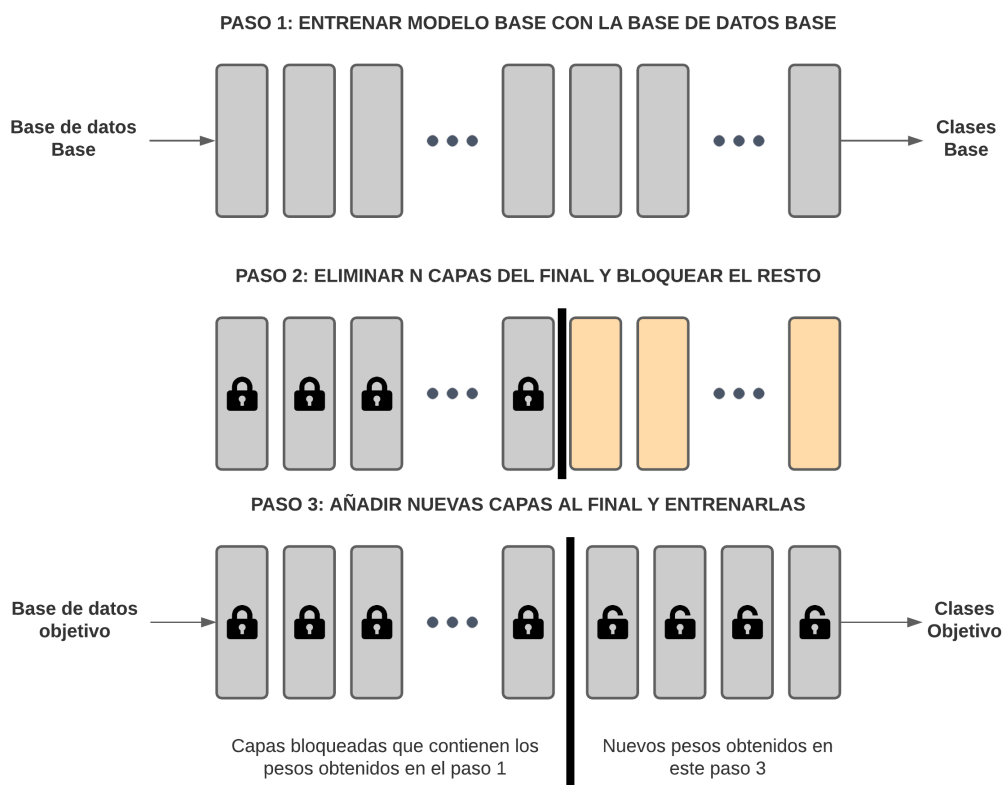 PASO 1: ENTRENAR MODELO BASE CON LA BASE DE DATOS BASE
Base de datos
Base
Clases
Base
PASO 2: ELIMINAR N CAPAS DEL FINAL Y BLOQUEAR EL RESTO
PASO 3: AÑADIR NUEVAS CAPAS AL FINAL Y ENTRENARLAS
Base de datos
objetivo
Clases
Objetivo
Capas bloqueadas que contienen los
pesos obtenidos en el paso 1
Nuevos pesos obtenidos en
este paso 3